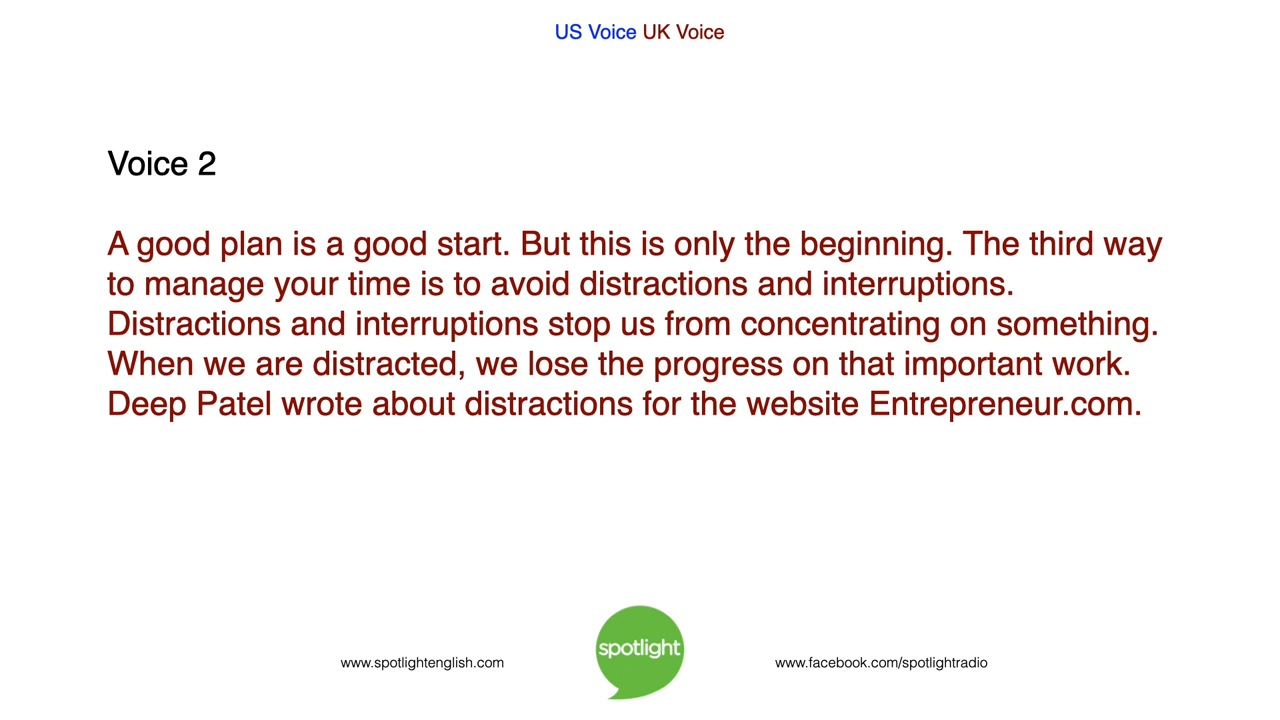 US Voice UK Voice
Voice 2
A good plan is a good start. But this is only the beginning. The third way
to manage your time is to avoid distractions and interruptions.
Distractions and interruptions stop us from concentrating on something.
When we are distracted, we lose the progress on that important work.
Deep Patel wrote about distractions for the website Entrepreneur.com.
www.spotlightenglish.com
spotlight
www.facebook.com/spotlightradio